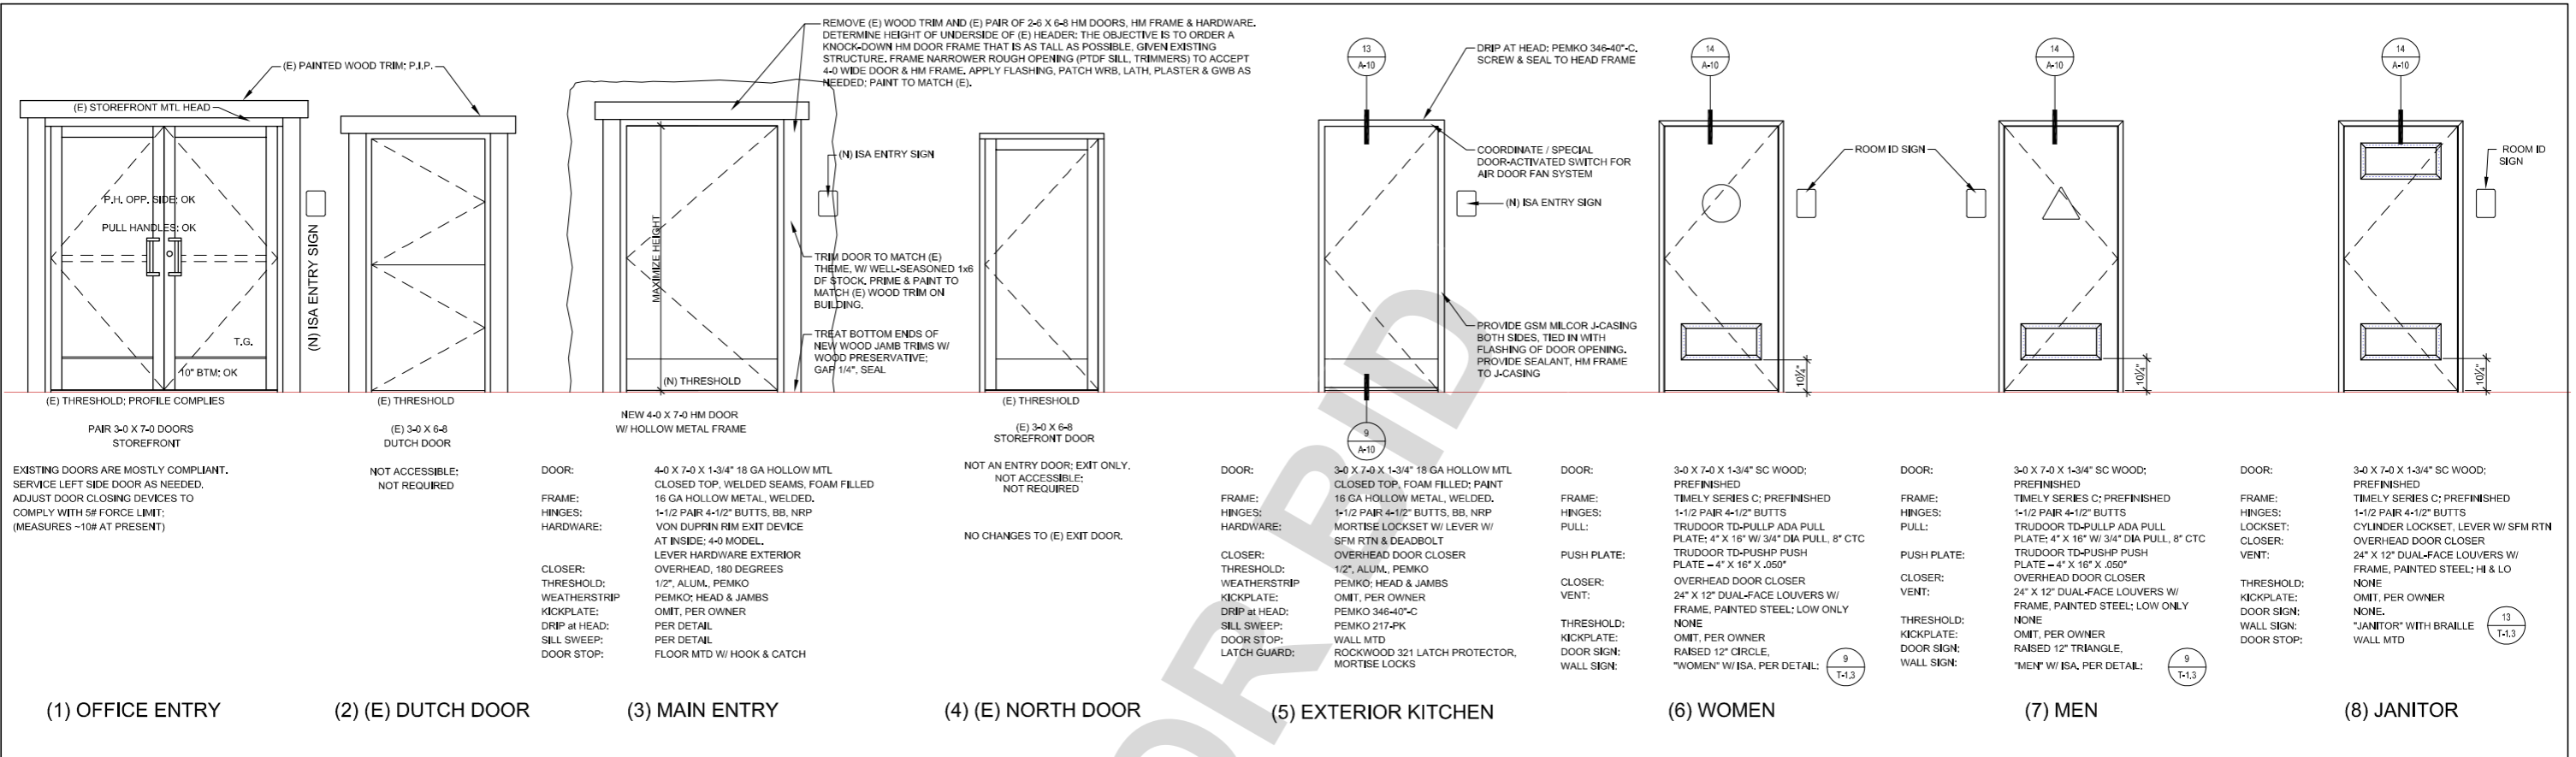 REMOVE (E) WOOD TRIM AND (E) PAIR OF 2-6 X 6-8 HM DOORS, HM FRAME & HARDWARE.
DETERMINE HEIGHT OF UNDERSIDE OF (E) HEADER: THE OBJECTIVE IS TO ORDER A
KNOCK-DOWN HM DOOR FRAME THAT IS AS TALL AS POSSIBLE, GIVEN EXISTING
STRUCTURE. FRAME NARROWER ROUGH OPENING (PTDF SILL, TRIMMERS) TO ACCEPT
4-0 WIDE DOOR & HM FRAME. APPLY FLASHING, PATCH WRB, LATH, PLASTER & GWB AS
NEEDED; PAINT TO MATCH (E).
(E) PAINTED WOOD TRIM; P.I.P.
(E) STOREFRONT MTL HEAD
P.H. OPP. SIDE: OK
PULL HANDLES: OK
T.G.
10" BTM: OK
(N) ISA ENTRY SIGN
(E) THRESHOLD; PROFILE COMPLIES
PAIR 3-0 X 7-0 DOORS
STOREFRONT
EXISTING DOORS ARE MOSTLY COMPLIANT.
SERVICE LEFT SIDE DOOR AS NEEDED.
ADJUST DOOR CLOSING DEVICES TO
COMPLY WITH 5# FORCE LIMIT;
(MEASURES ~10# AT PRESENT)
(1) OFFICE ENTRY
(E) THRESHOLD
(E) 3-0 X 6-8
DUTCH DOOR
NOT ACCESSIBLE;
NOT REQUIRED
(2) (E) DUTCH DOOR
MAXIMIZE HEIGHT
(N) ISA ENTRY SIGN
TRIM DOOR TO MATCH (E)
THEME, W/ WELL-SEASONED 1x6
DF STOCK. PRIME & PAINT TO
MATCH (E) WOOD TRIM ON
BUILDING.
TREAT BOTTOM ENDS OF
NEW WOOD JAMB TRIMS W/
WOOD PRESERVATIVE;
GAP 1/4", SEAL
(N) THRESHOLD
NEW 4-0 X 7-0 HM DOOR
W/ HOLLOW METAL FRAME
DOOR: 4-0 X 7-0 X 1-3/4" 18 GA HOLLOW MTL
CLOSED TOP, WELDED SEAMS, FOAM FILLED
FRAME: 16 GA HOLLOW METAL, WELDED.
HINGES: 1-1/2 PAIR 4-1/2" BUTTS, BB, NRP
HARDWARE: VON DUPRIN RIM EXIT DEVICE
AT INSIDE; 4-0 MODEL.
LEVER HARDWARE EXTERIOR
CLOSER: OVERHEAD, 180 DEGREES
THRESHOLD: 1/2", ALUM., PEMKO
WEATHERSTRIP PEMKO; HEAD & JAMBS
KICKPLATE: OMIT, PER OWNER
DRIP at HEAD: PER DETAIL
SILL SWEEP: PER DETAIL
DOOR STOP: FLOOR MTD W/ HOOK & CATCH
(3) MAIN ENTRY
(E) THRESHOLD
(E) 3-0 X 6-8
STOREFRONT DOOR
NOT AN ENTRY DOOR; EXIT ONLY.
NOT ACCESSIBLE;
NOT REQUIRED
NO CHANGES TO (E) EXIT DOOR.
(4) (E) NORTH DOOR
13
A-10
DRIP AT HEAD: PEMKO 346-40"-C.
SCREW & SEAL TO HEAD FRAME
COORDINATE / SPECIAL
DOOR-ACTIVATED SWITCH FOR
AIR DOOR FAN SYSTEM
(N) ISA ENTRY SIGN
PROVIDE GSM MILCOR J-CASING
BOTH SIDES, TIED IN WITH
FLASHING OF DOOR OPENING.
PROVIDE SEALANT, HM FRAME
TO J-CASING
9
A-10
DOOR: 3-0 X 7-0 X 1-3/4" 18 GA HOLLOW MTL
CLOSED TOP, FOAM FILLED; PAINT
FRAME: 16 GA HOLLOW METAL, WELDED.
HINGES: 1-1/2 PAIR 4-1/2" BUTTS, BB, NRP
HARDWARE: MORTISE LOCKSET W/ LEVER W/
SFM RTN & DEADBOLT
CLOSER: OVERHEAD DOOR CLOSER
THRESHOLD: 1/2", ALUM., PEMKO
WEATHERSTRIP PEMKO; HEAD & JAMBS
KICKPLATE: OMIT, PER OWNER
DRIP at HEAD: PEMKO 346-40"-C
SILL SWEEP: PEMKO 217-PK
DOOR STOP: WALL MTD
LATCH GUARD: ROCKWOOD 321 LATCH PROTECTOR,
MORTISE LOCKS
(5) EXTERIOR KITCHEN
14
A-10
ROOM ID SIGN
10¼"
DOOR: 3-0 X 7-0 X 1-3/4" SC WOOD;
PREFINISHED
FRAME: TIMELY SERIES C; PREFINISHED
HINGES: 1-1/2 PAIR 4-1/2" BUTTS
PULL: TRUDOOR TD-PULLP ADA PULL
PLATE; 4" X 16" W/ 3/4" DIA PULL, 8" CTC
PUSH PLATE: TRUDOOR TD-PUSHP PUSH
PLATE – 4" X 16" X .050"
CLOSER: OVERHEAD DOOR CLOSER
VENT: 24" X 12" DUAL-FACE LOUVERS W/
FRAME, PAINTED STEEL; LOW ONLY
THRESHOLD: NONE
KICKPLATE: OMIT, PER OWNER
DOOR SIGN: RAISED 12" CIRCLE,
WALL SIGN: "WOMEN" W/ ISA, PER DETAIL:
9
T-1.3
(6) WOMEN
14
A-10
10¼"
DOOR: 3-0 X 7-0 X 1-3/4" SC WOOD;
PREFINISHED
FRAME: TIMELY SERIES C; PREFINISHED
HINGES: 1-1/2 PAIR 4-1/2" BUTTS
PULL: TRUDOOR TD-PULLP ADA PULL
PLATE; 4" X 16" W/ 3/4" DIA PULL, 8" CTC
PUSH PLATE: TRUDOOR TD-PUSHP PUSH
PLATE – 4" X 16" X .050"
CLOSER: OVERHEAD DOOR CLOSER
VENT: 24" X 12" DUAL-FACE LOUVERS W/
FRAME, PAINTED STEEL; LOW ONLY
THRESHOLD: NONE
KICKPLATE: OMIT, PER OWNER
DOOR SIGN: RAISED 12" TRIANGLE,
WALL SIGN: "MEN" W/ ISA, PER DETAIL:
9
T-1.3
(7) MEN
14
A-10
ROOM ID
SIGN
10¼"
DOOR: 3-0 X 7-0 X 1-3/4" SC WOOD;
PREFINISHED
FRAME: TIMELY SERIES C; PREFINISHED
HINGES: 1-1/2 PAIR 4-1/2" BUTTS
LOCKSET: CYLINDER LOCKSET, LEVER W/ SFM RTN
CLOSER: OVERHEAD DOOR CLOSER
VENT: 24" X 12" DUAL-FACE LOUVERS W/
FRAME, PAINTED STEEL; HI & LO
THRESHOLD: NONE
KICKPLATE: OMIT, PER OWNER
DOOR SIGN: NONE.
WALL SIGN: "JANITOR" WITH BRAILLE
DOOR STOP: WALL MTD
13
T-1.3
(8) JANITOR
OR BID